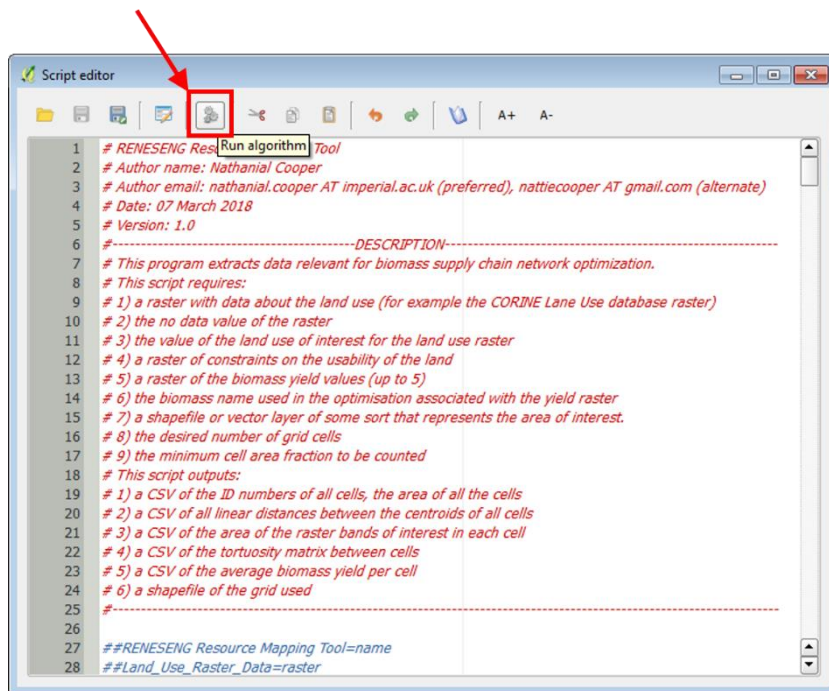 Script editor
A+ A-
Run algorithm
1 # RENESENG Res Tool
2 # Author name: Nathanial Cooper
3 # Author email: nathanial.cooper AT imperial.ac.uk (preferred), nattiecooper AT gmail.com (alternate)
4 # Date: 07 March 2018
5 # Version: 1.0
6 #-------------------------------------------DESCRIPTION-----------------------------------------------------------
7 # This program extracts data relevant for biomass supply chain network optimization.
8 # This script requires:
9 # 1) a raster with data about the land use (for example the CORINE Lane Use database raster)
10 # 2) the no data value of the raster
11 # 3) the value of the land use of interest for the land use raster
12 # 4) a raster of constraints on the usability of the land
13 # 5) a raster of the biomass yield values (up to 5)
14 # 6) the biomass name used in the optimisation associated with the yield raster
15 # 7) a shapefile or vector layer of some sort that represents the area of interest.
16 # 8) the desired number of grid cells
17 # 9) the minimum cell area fraction to be counted
18 # This script outputs:
19 # 1) a CSV of the ID numbers of all cells, the area of all the cells
20 # 2) a CSV of all linear distances between the centroids of all cells
21 # 3) a CSV of the area of the raster bands of interest in each cell
22 # 4) a CSV of the tortuosity matrix between cells
23 # 5) a CSV of the average biomass yield per cell
24 # 6) a shapefile of the grid used
25 #----------------------------------------------------------------------------------------------------------------------
26
27 ##RENESENG Resource Mapping Tool=name
28 ##Land_Use_Raster_Data=raster